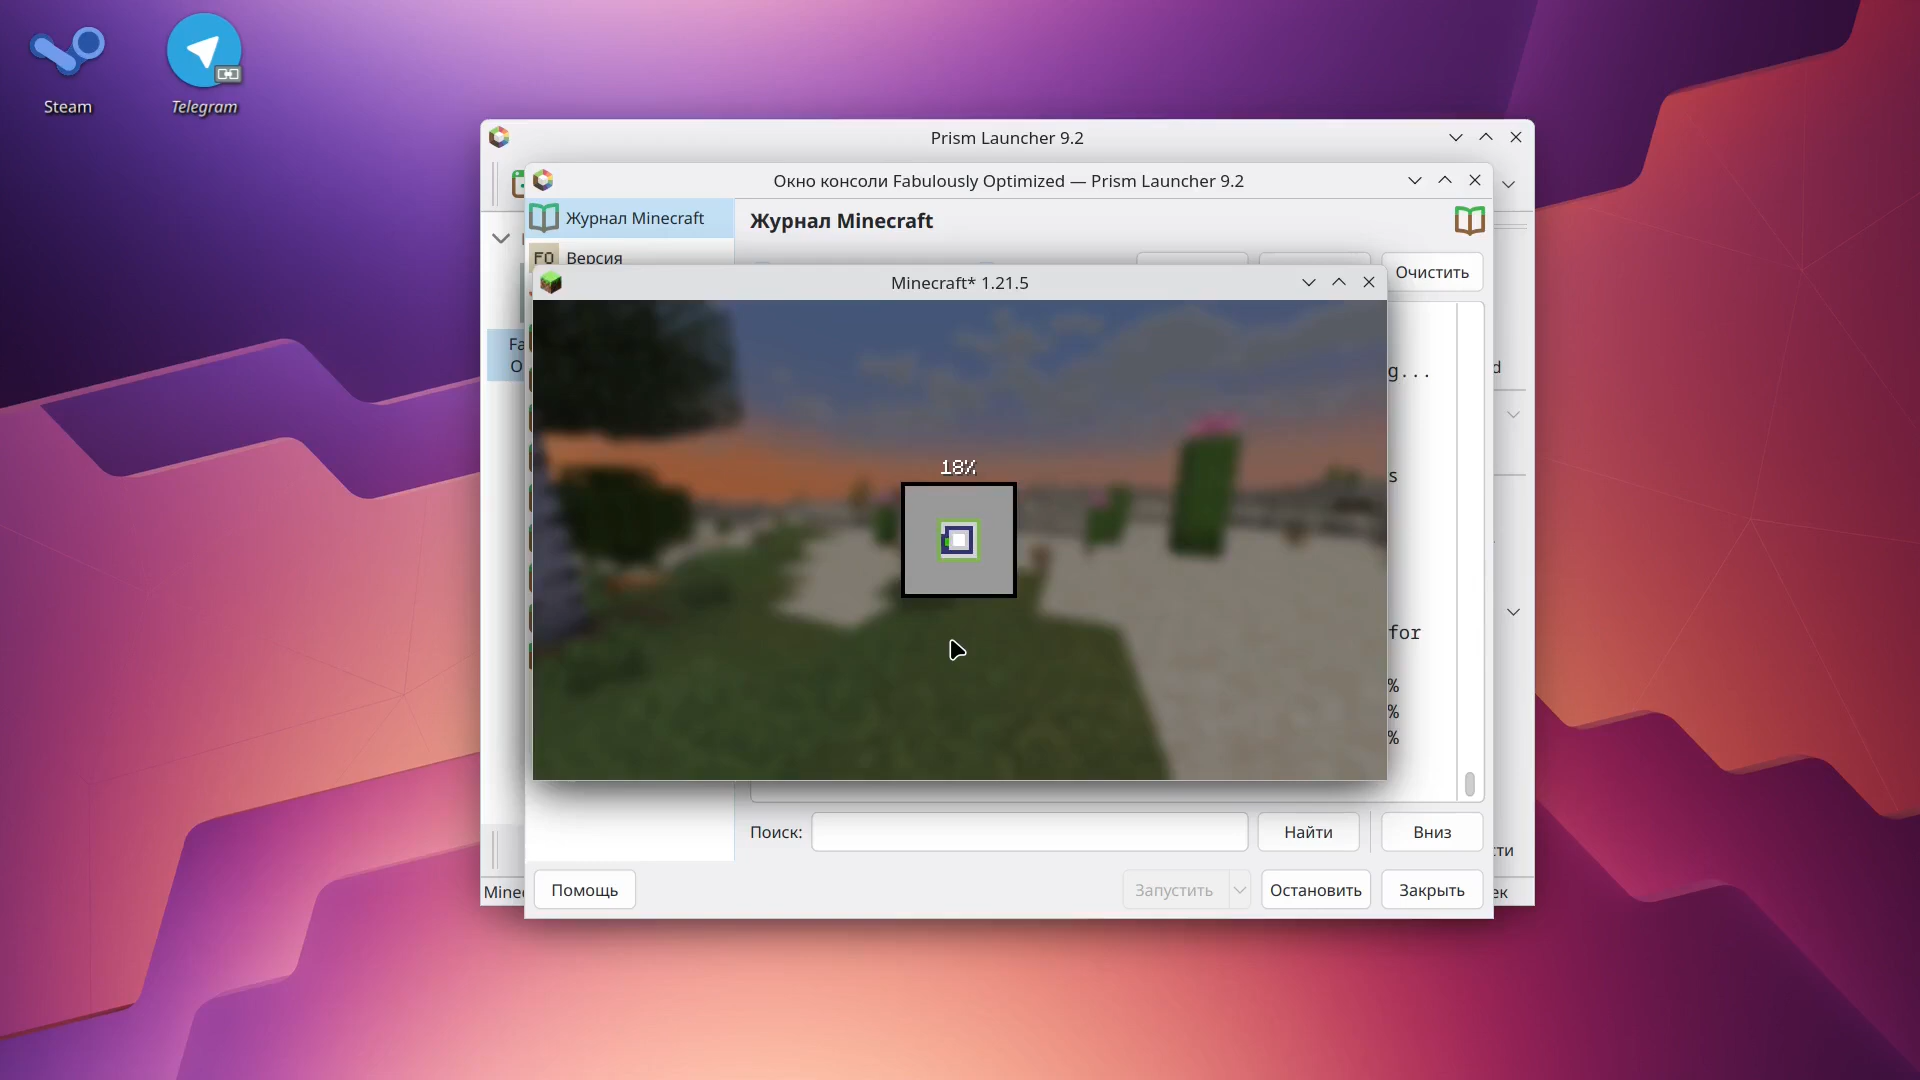 Steam
Telegram
Prism Launcher 9.2
Окно консоли Fabulously Optimized — Prism Launcher 9.2
Журнал Minecraft
Журнал Minecraft
FO Версия
Очистить
Minecraft* 1.21.5
18%
g...
s
for
%
%
%
Поиск:
Найти
Вниз
Помощь
Запустить
Остановить
Закрыть